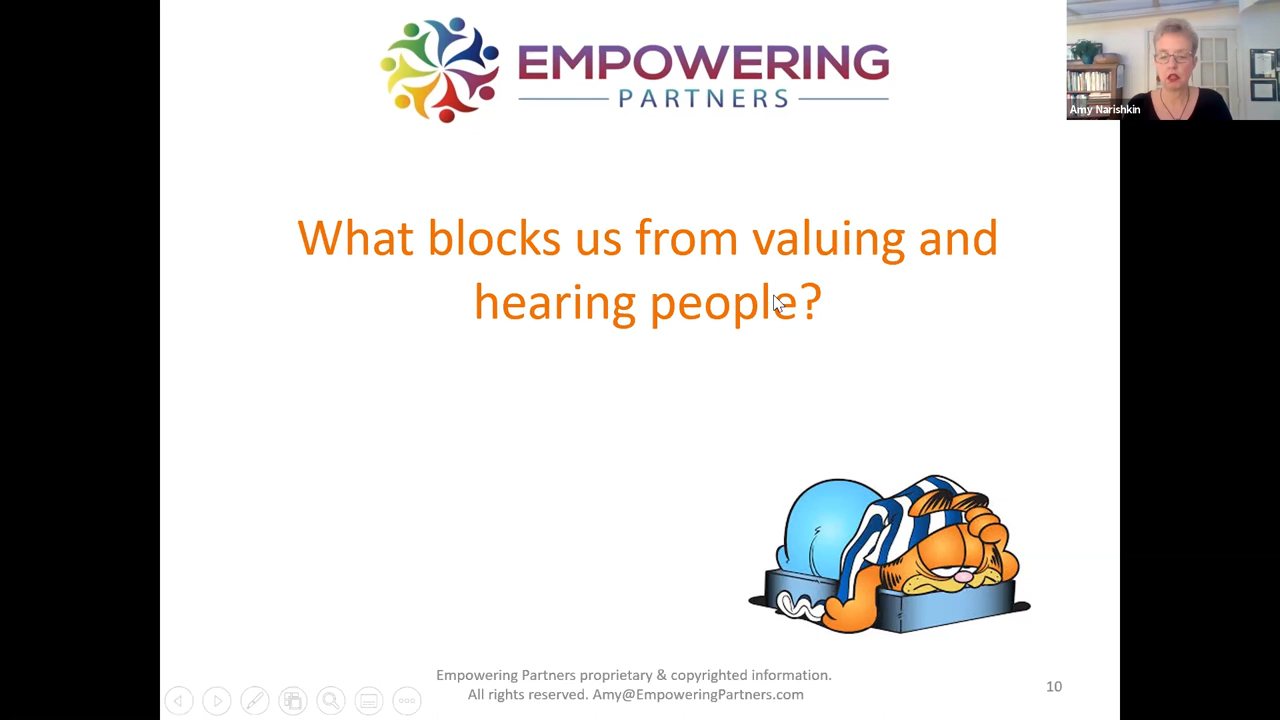 EMPOWERING
PARTNERS
Amy Narishkin
What blocks us from valuing and
hearing people?
Empowering Partners proprietary & copyrighted information.
All rights reserved. Amy@EmpoweringPartners.com
10